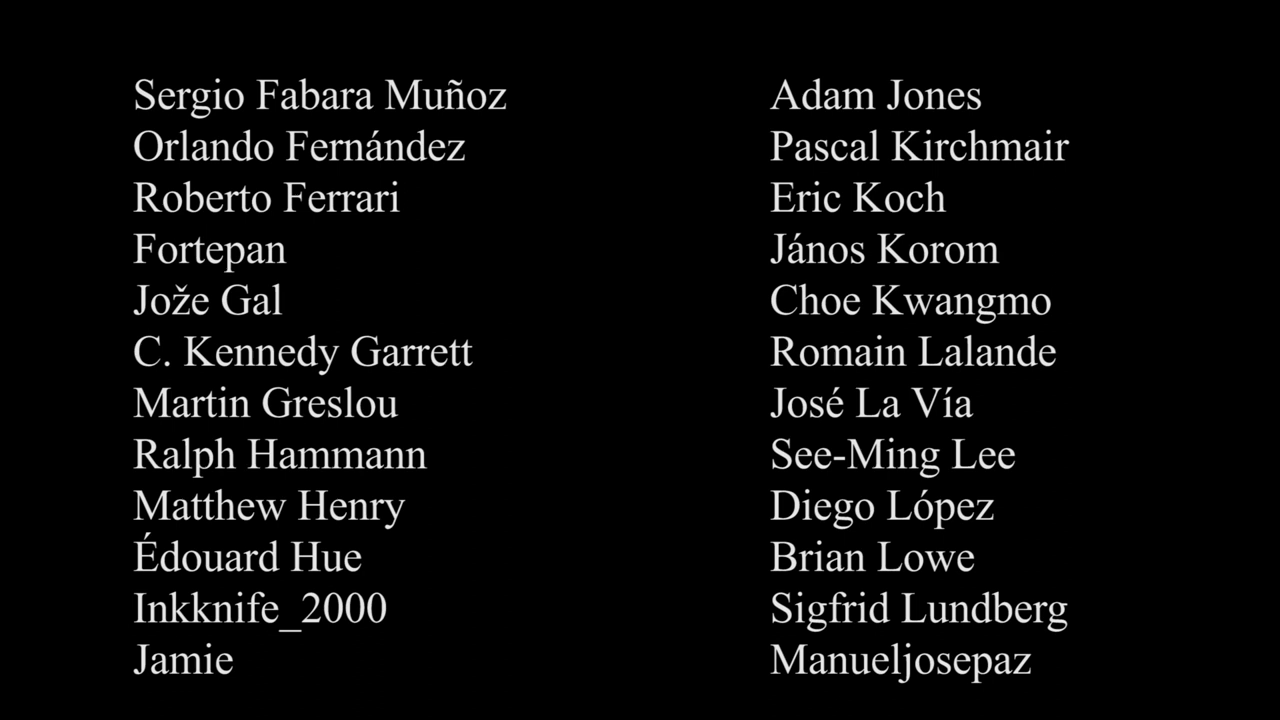 Sergio Fabara Muñoz
Orlando Fernández
Roberto Ferrari
Fortepan
Jože Gal
C. Kennedy Garrett
Martin Greslou
Ralph Hammann
Matthew Henry
Édouard Hue
Inkknife_2000
Jamie
Adam Jones
Pascal Kirchmair
Eric Koch
János Korom
Choe Kwangmo
Romain Lalande
José La Vía
See-Ming Lee
Diego López
Brian Lowe
Sigfrid Lundberg
Manueljosepaz